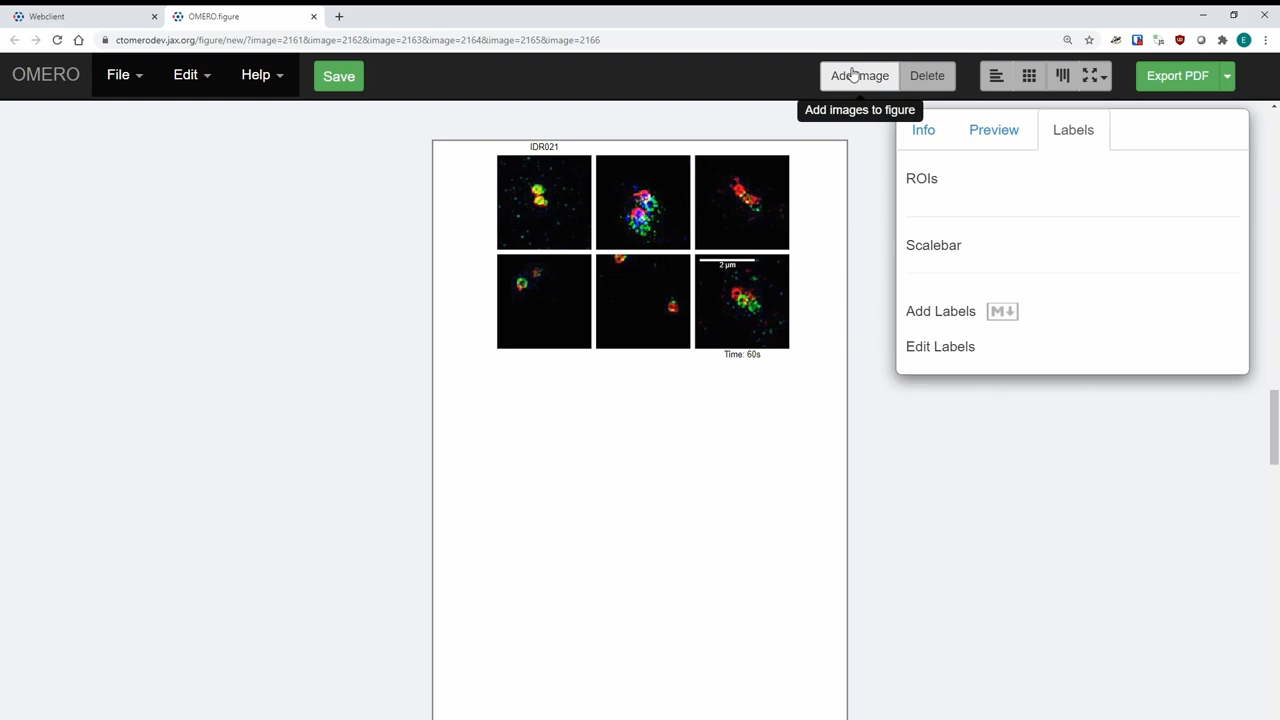 Webclient
OMERO.figure
ctomerodev.jax.org/figure/new/?image=2161&image=2162&image=2163&image=2164&image=2165&image=2166
OMERO
File
Edit
Help
Save
Add Image
Delete
Export PDF
Add images to figure
Info
Preview
Labels
ROIs
Scalebar
Add Labels
M
Edit Labels
IDR021
2 µm
Time: 60s